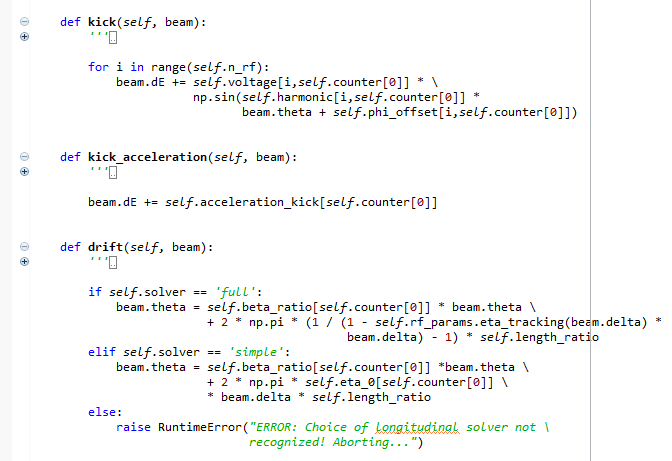 def kick(self, beam):
'''..
for i in range(self.n_rf):
beam.dE += self.voltage[i,self.counter[0]] * \
np.sin(self.harmonic[i,self.counter[0]] *
beam.theta + self.phi_offset[i,self.counter[0]])
def kick_acceleration(self, beam):
'''..
beam.dE += self.acceleration_kick[self.counter[0]]
def drift(self, beam):
'''..
if self.solver == 'full':
beam.theta = self.beta_ratio[self.counter[0]] * beam.theta \
+ 2 * np.pi * (1 / (1 - self.rf_params.eta_tracking(beam.delta) *
beam.delta) - 1) * self.length_ratio
elif self.solver == 'simple':
beam.theta = self.beta_ratio[self.counter[0]] *beam.theta \
+ 2 * np.pi * self.eta_0[self.counter[0]] \
* beam.delta * self.length_ratio
else:
raise RuntimeError("ERROR: Choice of longitudinal solver not \
recognized! Aborting...")